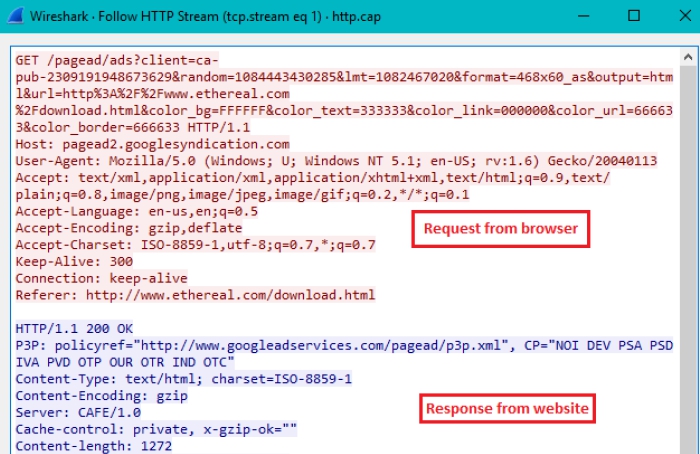 Wireshark · Follow HTTP Stream (tcp.stream eq 1) · http.cap
GET /pagead/ads?client=ca-
pub-2309191948673629&random=1084443430285&lmt=1082467020&format=468x60_as&output=htm
l&url=http%3A%2F%2Fwww.ethereal.com
%2Fdownload.html&color_bg=FFFFFF&color_text=333333&color_link=000000&color_url=66663
3&color_border=666633 HTTP/1.1
Host: pagead2.googlesyndication.com
User-Agent: Mozilla/5.0 (Windows; U; Windows NT 5.1; en-US; rv:1.6) Gecko/20040113
Accept: text/xml,application/xml,application/xhtml+xml,text/html;q=0.9,text/
plain;q=0.8,image/png,image/jpeg,image/gif;q=0.2,*/*;q=0.1
Accept-Language: en-us,en;q=0.5
Accept-Encoding: gzip,deflate
Accept-Charset: ISO-8859-1,utf-8;q=0.7,*;q=0.7
Request from browser
Keep-Alive: 300
Connection: keep-alive
Referer: http://www.ethereal.com/download.html
HTTP/1.1 200 OK
P3P: policyref="http://www.googleadservices.com/pagead/p3p.xml", CP="NOI DEV PSA PSD
IVA PVD OTP OUR OTR IND OTC"
Content-Type: text/html; charset=ISO-8859-1
Content-Encoding: gzip
Server: CAFE/1.0
Response from website
Cache-control: private, x-gzip-ok=""
Content-length: 1272